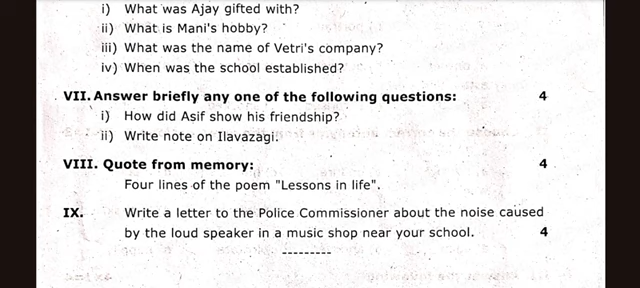 i) What was Ajay gifted with?
ii) What is Mani's hobby?
iii) What was the name of Vetri's company?
iv) When was the school established?
VII. Answer briefly any one of the following questions: 4
i) How did Asif show his friendship?
ii) Write note on Ilavazagi.
VIII. Quote from memory: 4
Four lines of the poem "Lessons in life".
IX. Write a letter to the Police Commissioner about the noise caused
by the loud speaker in a music shop near your school. 4
---------